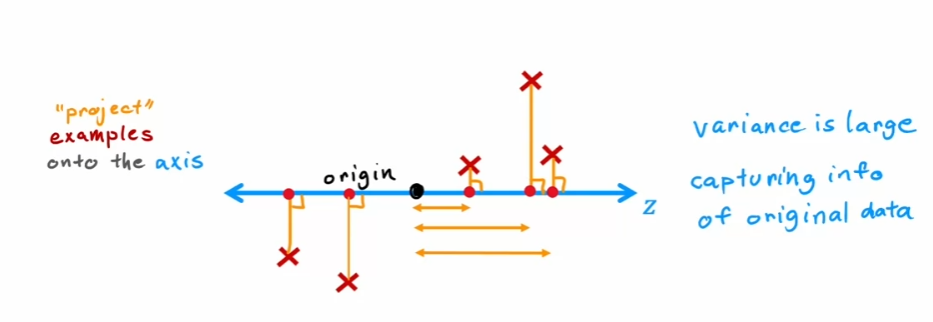 "project"
examples
onto the axis
origin
z
variance is large
capturing info
of original data